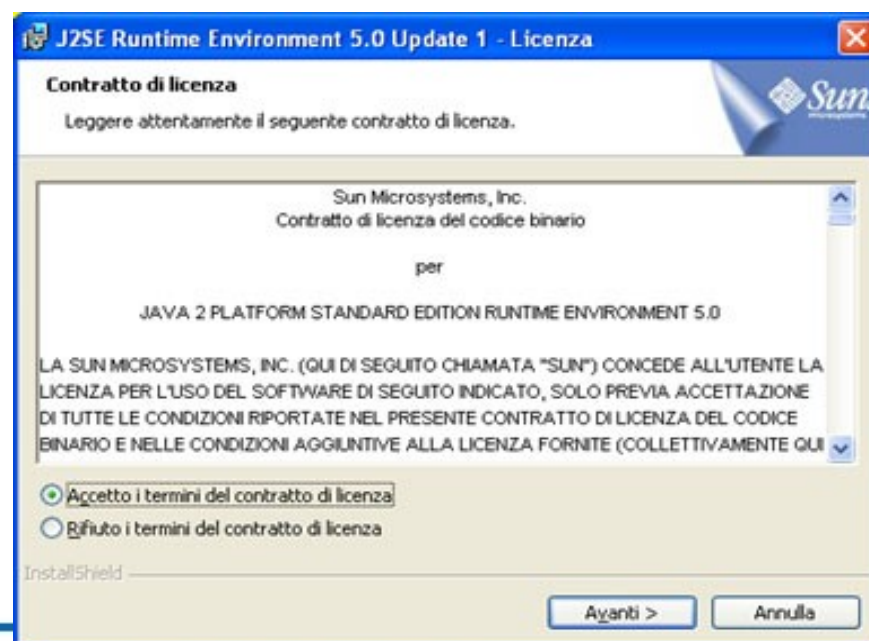 J2SE Runtime Environment 5.0 Update 1 - Licenza
Contratto di licenza
Leggere attentamente il seguente contratto di licenza.
Sun
microsystems
Sun Microsystems, Inc.
Contratto di licenza del codice binario
per
JAVA 2 PLATFORM STANDARD EDITION RUNTIME ENVIRONMENT 5.0
LA SUN MICROSYSTEMS, INC. (QUI DI SEGUITO CHIAMATA "SUN") CONCEDE ALL'UTENTE LA
LICENZA PER L'USO DEL SOFTWARE DI SEGUITO INDICATO, SOLO PREVIA ACCETTAZIONE
DI TUTTE LE CONDIZIONI RIPORTATE NEL PRESENTE CONTRATTO DI LICENZA DEL CODICE
BINARIO E NELLE CONDIZIONI AGGIUNTIVE ALLA LICENZA FORNITE (COLLETTIVAMENTE QUI
Accetto i termini del contratto di licenza
Rifiuto i termini del contratto di licenza
InstallShield
Avanti >
Annulla